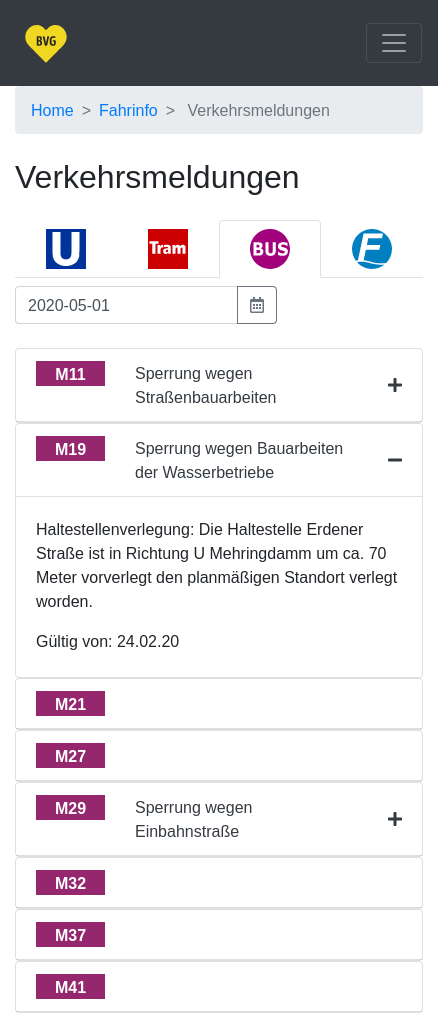 BVG
Home > Fahrinfo > Verkehrsmeldungen
Verkehrsmeldungen
U Tram BUS F
2020-05-01
M11 Sperrung wegen
Straßenbauarbeiten
M19 Sperrung wegen Bauarbeiten
der Wasserbetriebe
Haltestellenverlegung: Die Haltestelle Erdener
Straße ist in Richtung U Mehringdamm um ca. 70
Meter vorverlegt den planmäßigen Standort verlegt
worden.
Gültig von: 24.02.20
M21
M27
M29 Sperrung wegen
Einbahnstraße
M32
M37
M41